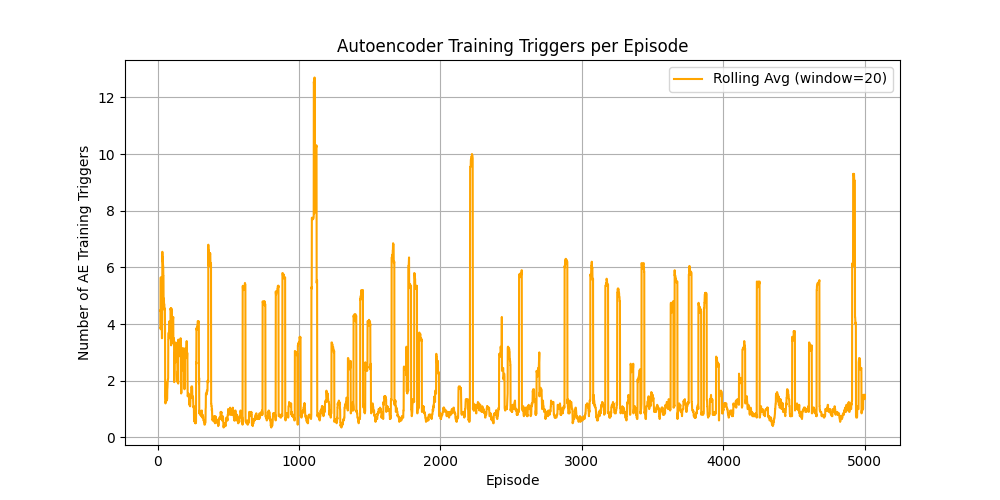 Autoencoder Training Triggers per Episode
Rolling Avg (window=20)
Number of AE Training Triggers
12
10
8
6
4
2
0
0 1000 2000 3000 4000 5000
Episode